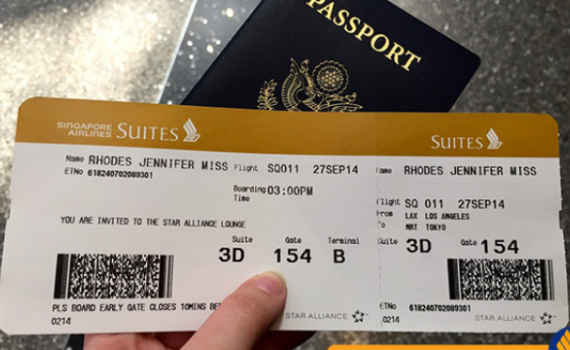 PASSPORT
SINGAPORE AIRLINES SUITES
Name RHODES JENNIFER MISS Flight SQ011 27SEP14
ETNo 618240702089301
Boarding Time 03:00PM
YOU ARE INVITED TO THE STAR ALLIANCE LOUNGE
Suite Gate Terminal
3D 154 B
PLS BOARD EARLY GATE CLOSES 10MINS BE
0214
STAR ALLIANCE
SUITES
Name
RHODES JENNIFER MISS
Flight
SQ 011 27SEP14
From LAX LOS ANGELES
To NRT TOKYO
Suite 3D Gate 154
ETNo 618240702089301
0214
STAR ALLIANCE